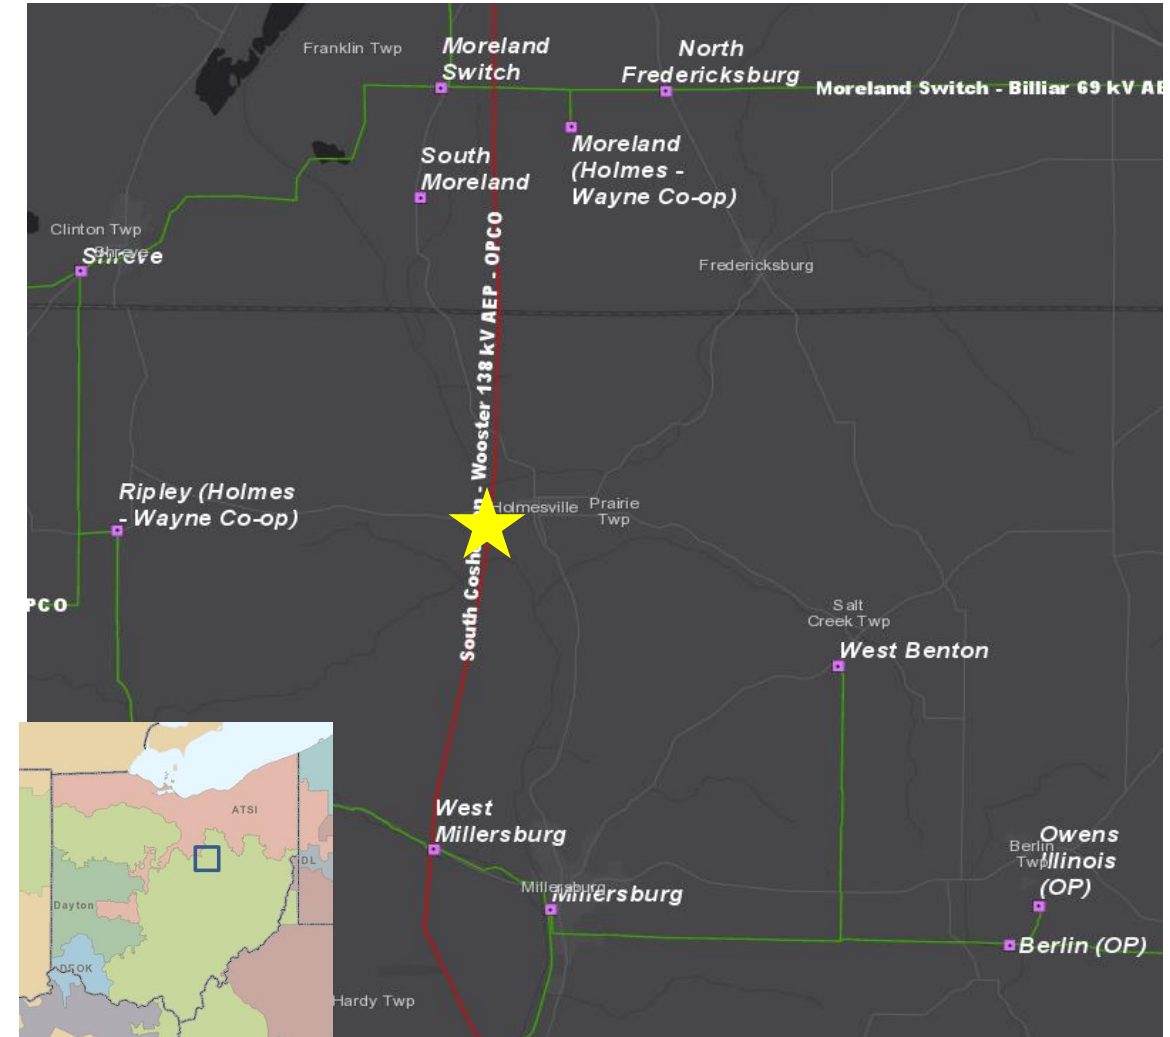 Franklin Twp
Moreland
Switch
North
Fredericksburg
Moreland Switch - Billiar 69 kV AE
South
Moreland
Moreland
(Holmes -
Wayne Co-op)
Clinton Twp
Shreve
Shreve
Fredericksburg
South Coshocton - Wooster 138 kV AEP - OPCO
Ripley (Holmes
- Wayne Co-op)
Holmesville
Prairie
Twp
PCO
Salt
Creek Twp
West Benton
West
Millersburg
Millersburg
Millersburg
Owens
Illinois
(OP)
Berlin
Twp
Berlin (OP)
Hardy Twp
ATSI
DL
Dayton
DEOK